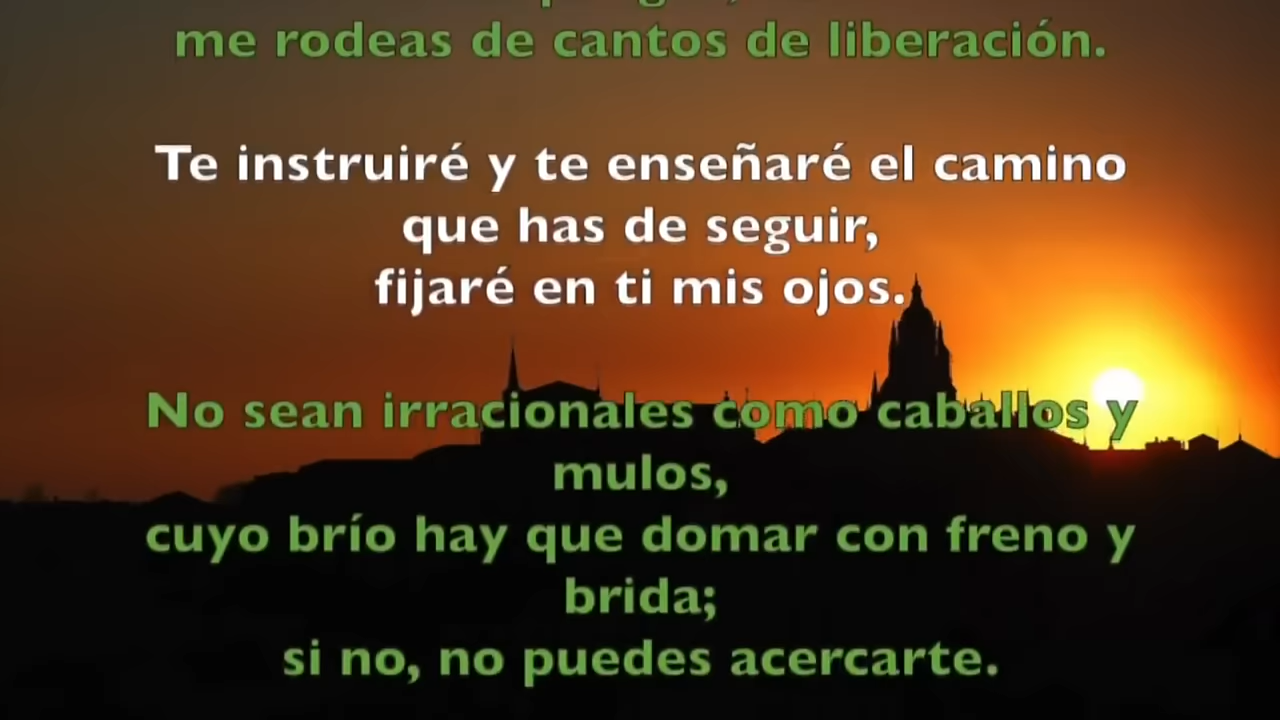 me rodeas de cantos de liberación.
Te instruiré y te enseñaré el camino
que has de seguir,
fijaré en ti mis ojos.
No sean irracionales como caballos y
mulos,
cuyo brío hay que domar con freno y
brida;
si no, no puedes acercarte.